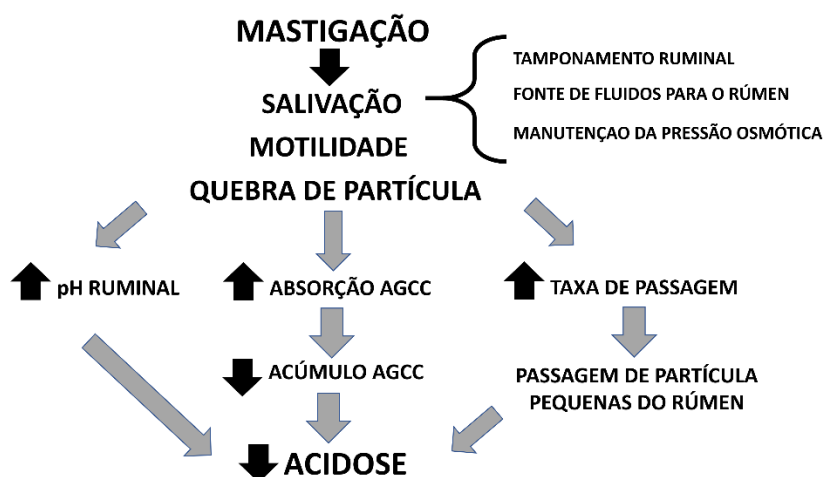 MASTIGAÇÃO
SALIVAÇÃO
MOTILIDADE
QUEBRA DE PARTÍCULA
TAMPONAMENTO RUMINAL
FONTE DE FLUIDOS PARA O RÚMEN
MANUTENÇAO DA PRESSÃO OSMÓTICA
pH RUMINAL
ABSORÇÃO AGCC
TAXA DE PASSAGEM
ACÚMULO AGCC
PASSAGEM DE PARTÍCULA
PEQUENAS DO RÚMEN
ACIDOSE